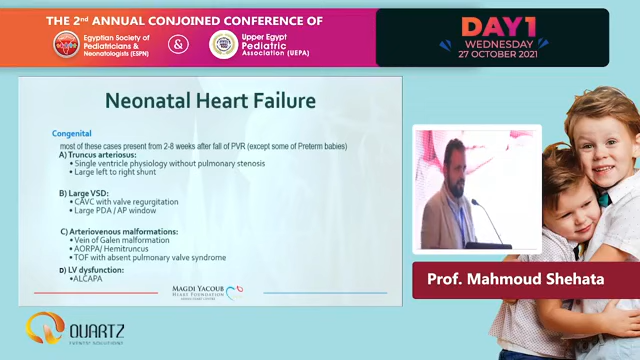 THE 2nd ANNUAL CONJOINED CONFERENCE OF
Egyptian Society of
Pediatricians &
Neonatologists (ESPN)
&
Upper Egypt
Pediatric
Association (UEPA)
DAY1
WEDNESDAY
27 OCTOBER 2021
Neonatal Heart Failure
Congenital
most of these cases present from 2-8 weeks after fall of PVR (except some of Preterm babies)
A) Truncus arteriosus:
• Single ventricle physiology without pulmonary stenosis
• Large left to right shunt
B) Large VSD:
• CAVC with valve regurgitation
• Large PDA / AP window
C) Arteriovenous malformations:
• Vein of Galen malformation
• AORPA/ Hemitruncus
• TOF with absent pulmonary valve syndrome
D) LV dysfunction:
• ALCAPA
MAGDI YACOUB
HEART FOUNDATION
Prof. Mahmoud Shehata
QUARTZ